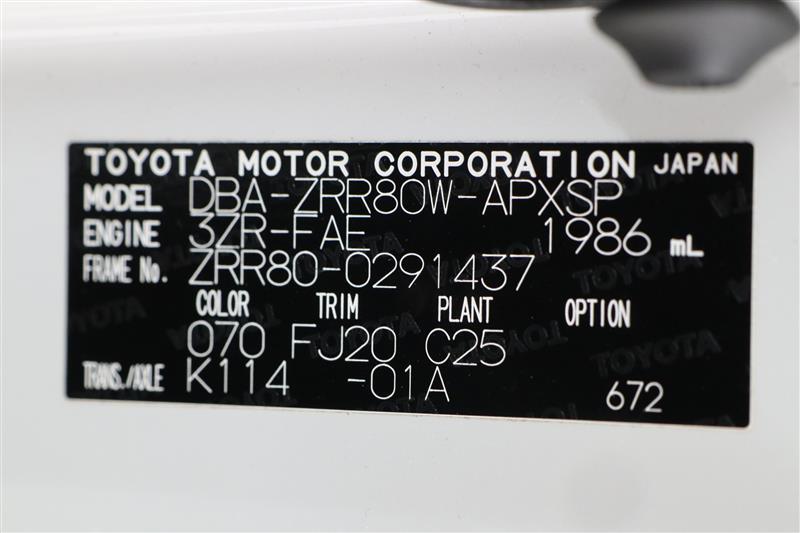 TOYOTA MOTOR CORPORATION JAPAN
MODEL DBA-ZRR80W-APXSP
ENGINE 3ZR-FAE 1986 mL
FRAME No. ZRR80-0291437
COLOR TRIM PLANT OPTION
070 FJ20 C25
TRANS./AXLE K114 -01A 672